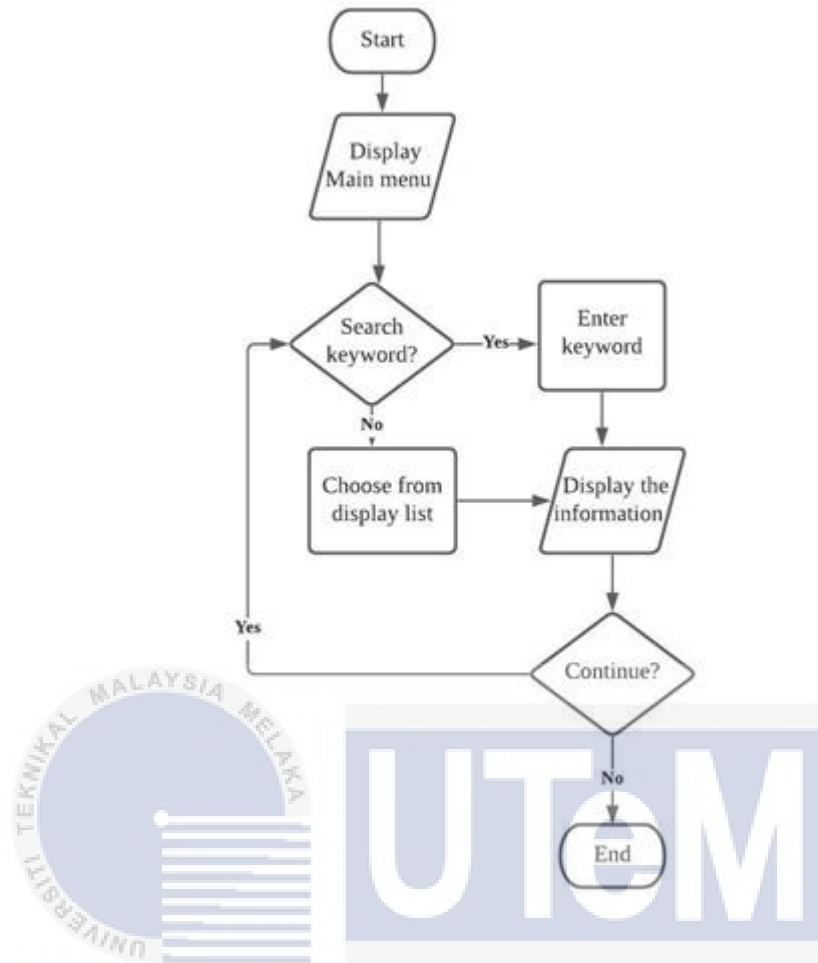 Start
Display
Main menu
Search
keyword?
Yes
Enter
keyword
No
Choose from
display list
Display the
information
Yes
Continue?
No
End
UNIVERSITI TEKNIKAL MALAYSIA MELAKA
UTeM